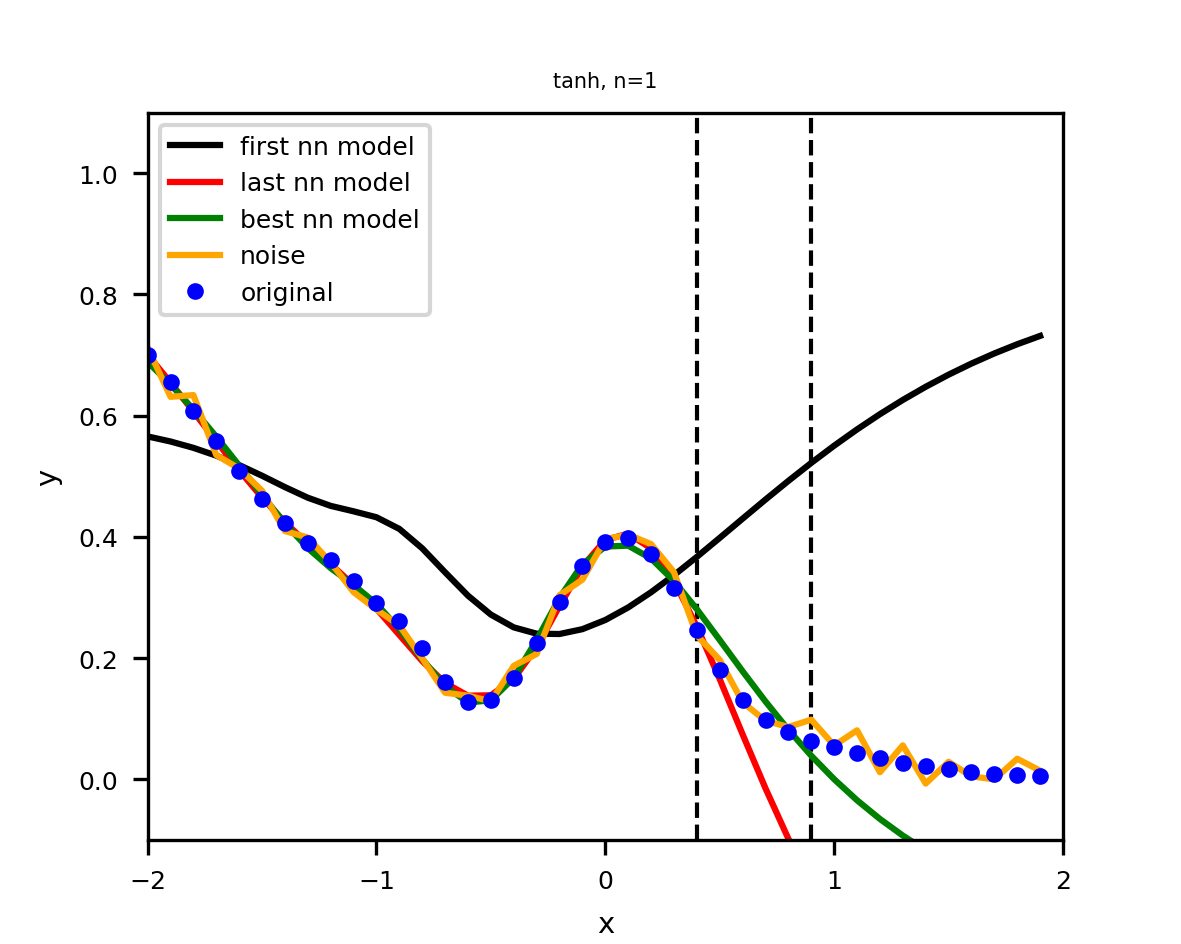 tanh, n=1
first nn model
last nn model
best nn model
noise
original
1.0
0.8
0.6
0.4
0.2
0.0
y
−2
−1
0
1
2
x